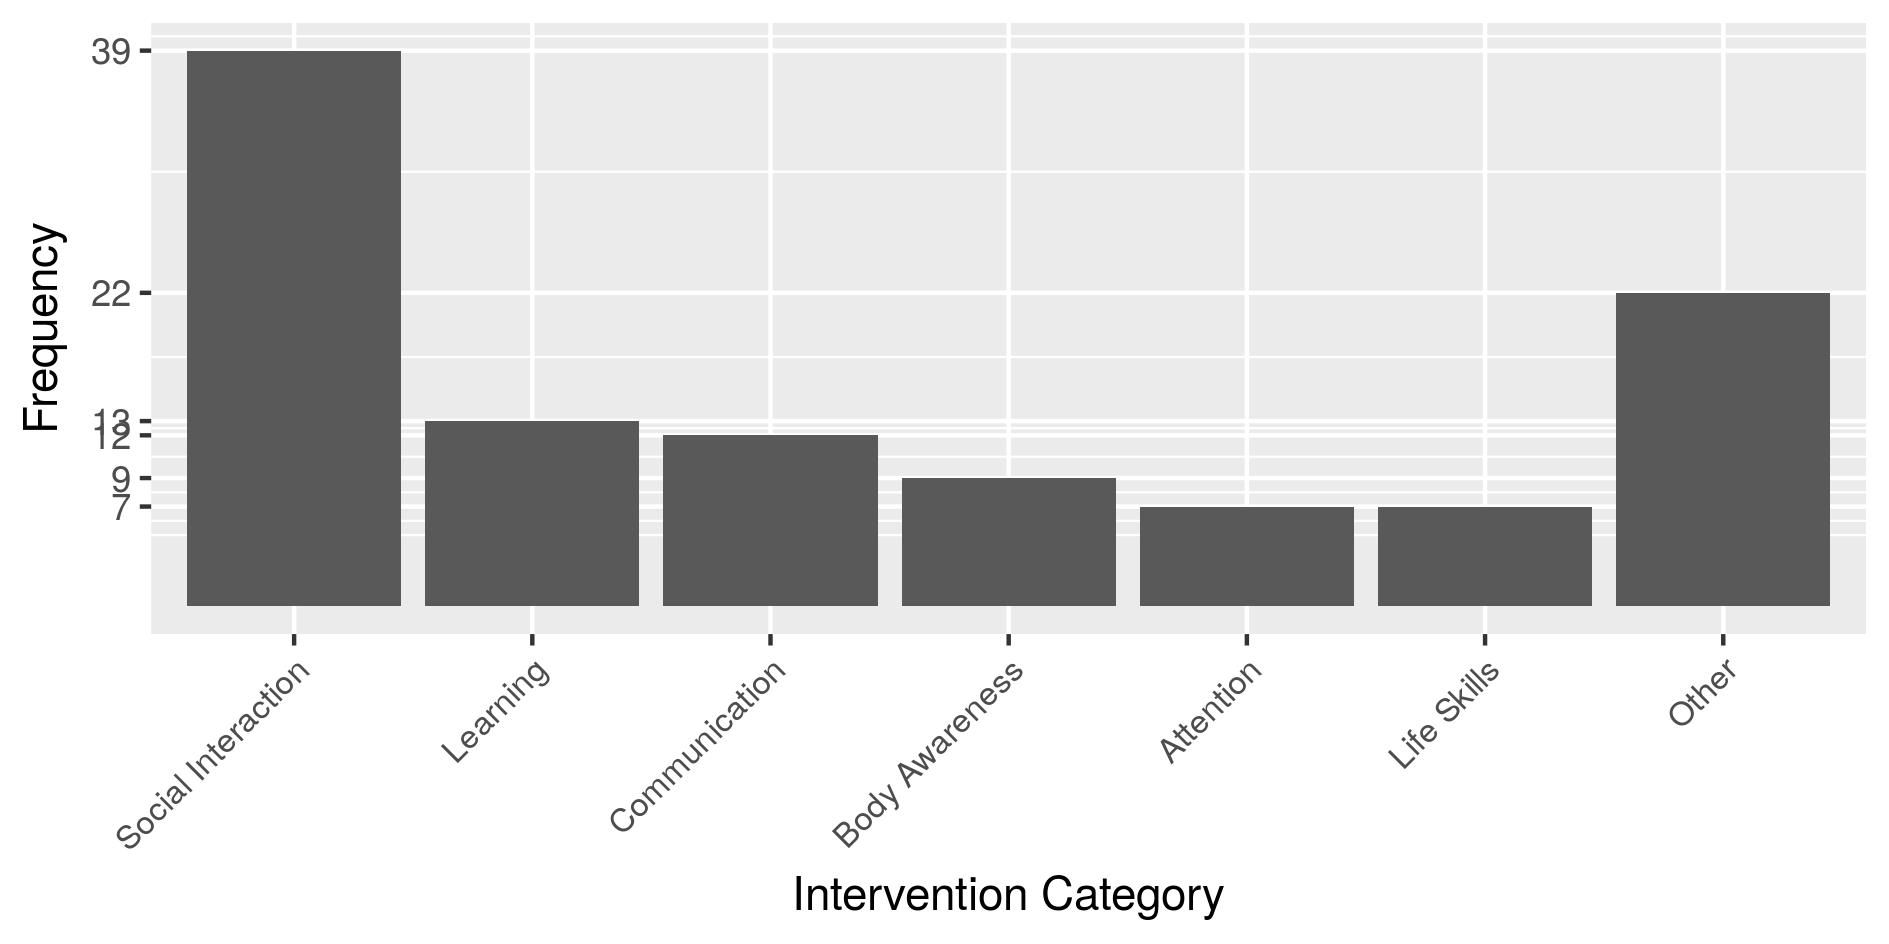 Frequency
39
22
13
12
9
7
Social Interaction
Learning
Communication
Body Awareness
Attention
Life Skills
Other
Intervention Category